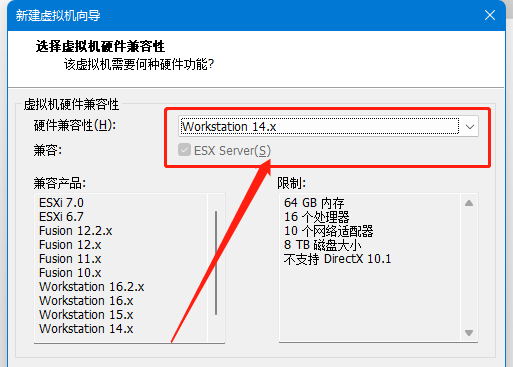 新建虚拟机向导
选择虚拟机硬件兼容性
该虚拟机需要何种硬件功能?
虚拟机硬件兼容性
硬件兼容性(H):
Workstation 14.x
兼容:
ESX Server(S)
兼容产品:
ESXi 7.0
ESXi 6.7
Fusion 12.2.x
Fusion 12.x
Fusion 11.x
Fusion 10.x
Workstation 16.2.x
Workstation 16.x
Workstation 15.x
Workstation 14.x
限制:
64 GB 内存
16 个处理器
10 个网络适配器
8 TB 磁盘大小
不支持 DirectX 10.1